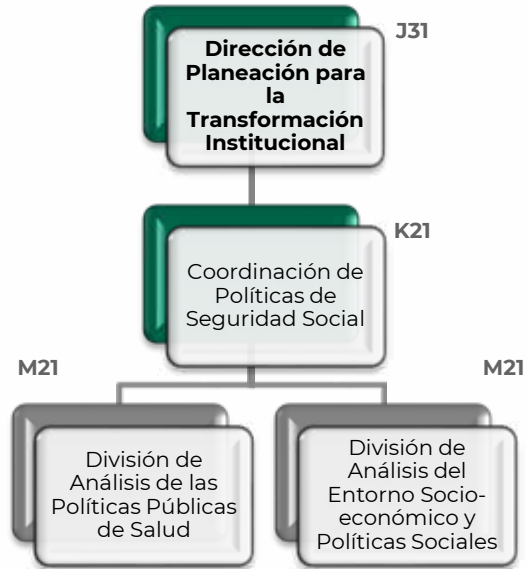 J31
Dirección de
Planeación para
la
Transformación
Institucional
K21
Coordinación de
Políticas de
Seguridad Social
M21
M21
División de
Análisis de las
Políticas Públicas
de Salud
División de
Análisis del
Entorno Socio-
económico y
Políticas Sociales